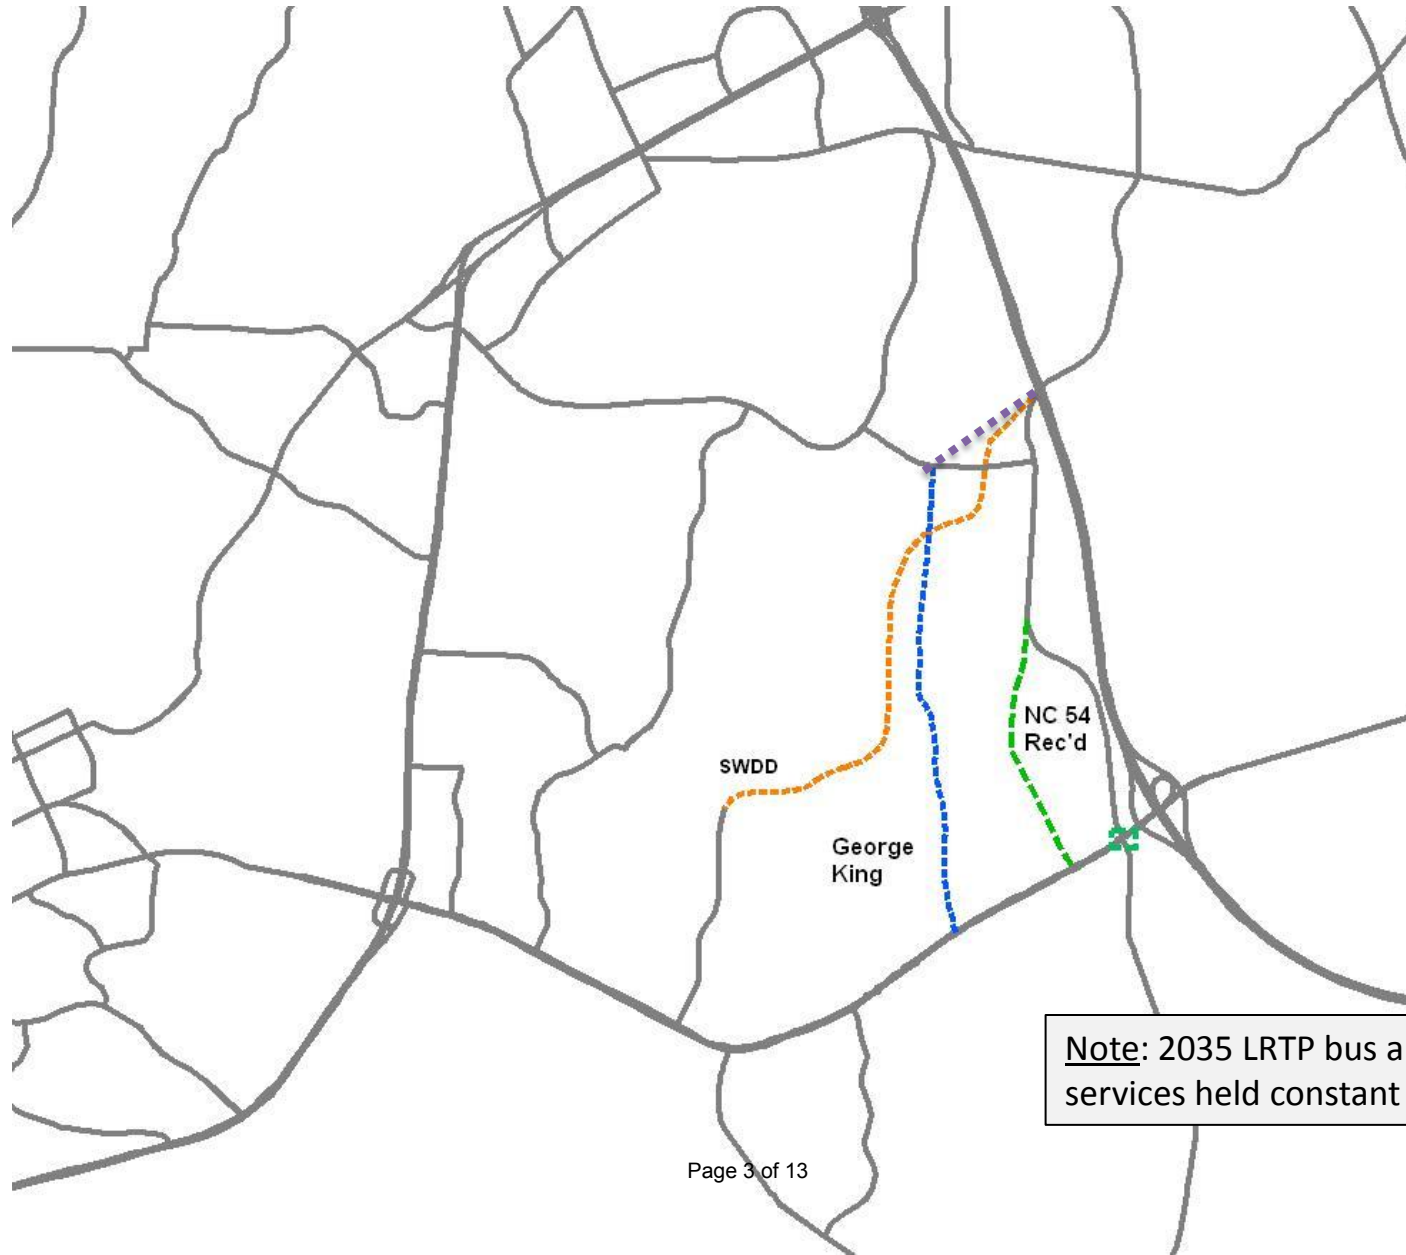 NC 54
Rec'd
SWDD
George
King
Note: 2035 LRTP bus a
services held constant
Page 3 of 13